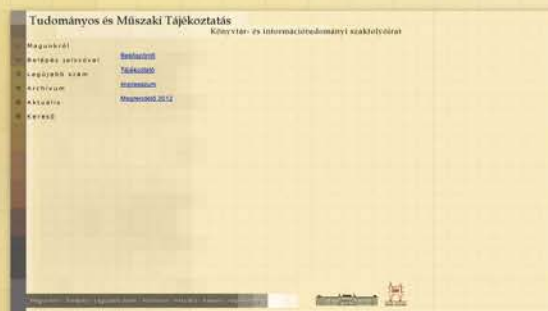 Tudományos és Műszaki Tájékoztatás
Könyvtár- és információtudományi szakfolyóirat
Magunkról
Belépés jelszóval
Legújabb szám
Archívum
Aktuális
Kereső
Tájékoztató
Impresszum
Megrendelő 2012